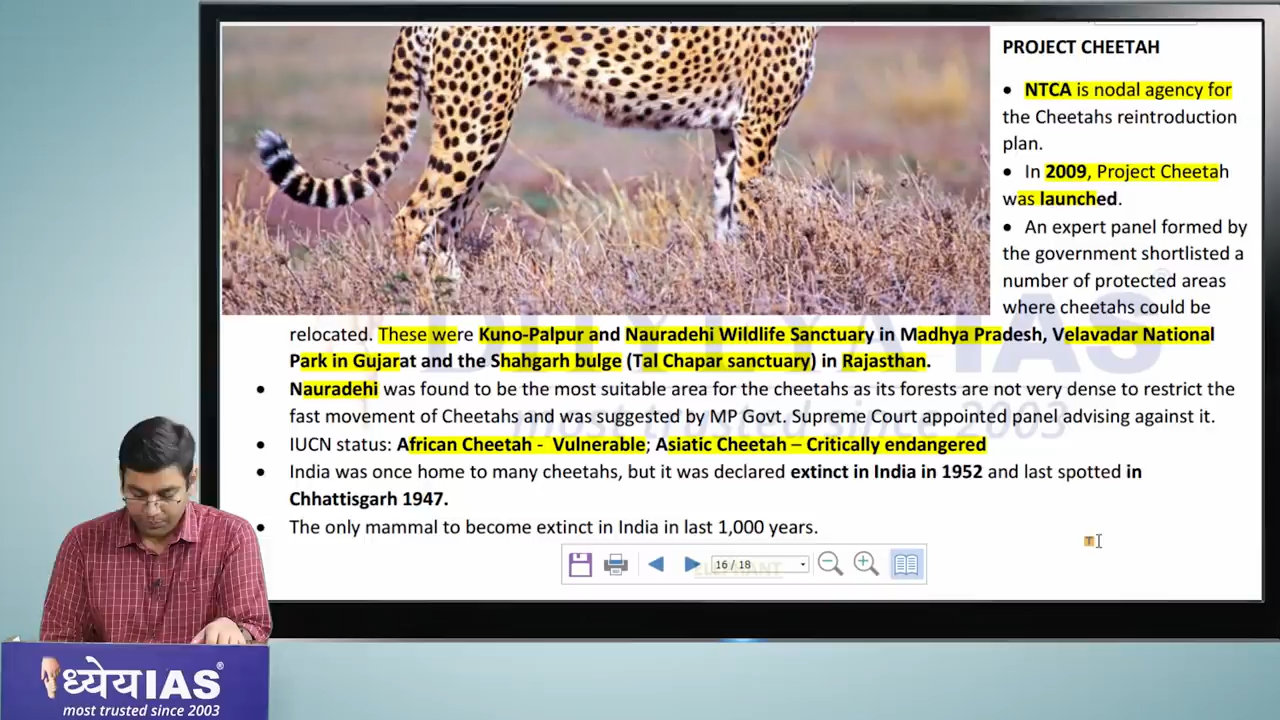 PROJECT CHEETAH
• NTCA is nodal agency for
the Cheetahs reintroduction
plan.
• In 2009, Project Cheetah
was launched.
• An expert panel formed by
the government shortlisted a
number of protected areas
where cheetahs could be
relocated. These were Kuno-Palpur and Nauradehi Wildlife Sanctuary in Madhya Pradesh, Velavadar National
Park in Gujarat and the Shahgarh bulge (Tal Chapar sanctuary) in Rajasthan.
• Nauradehi was found to be the most suitable area for the cheetahs as its forests are not very dense to restrict the
fast movement of Cheetahs and was suggested by MP Govt. Supreme Court appointed panel advising against it.
• IUCN status: African Cheetah - Vulnerable; Asiatic Cheetah – Critically endangered
• India was once home to many cheetahs, but it was declared extinct in India in 1952 and last spotted in
Chhattisgarh 1947.
• The only mammal to become extinct in India in last 1,000 years.
16 / 18
ELEPHANT
DHYEYA IAS®
most trusted since 2003
ध्येयIAS®
most trusted since 2003